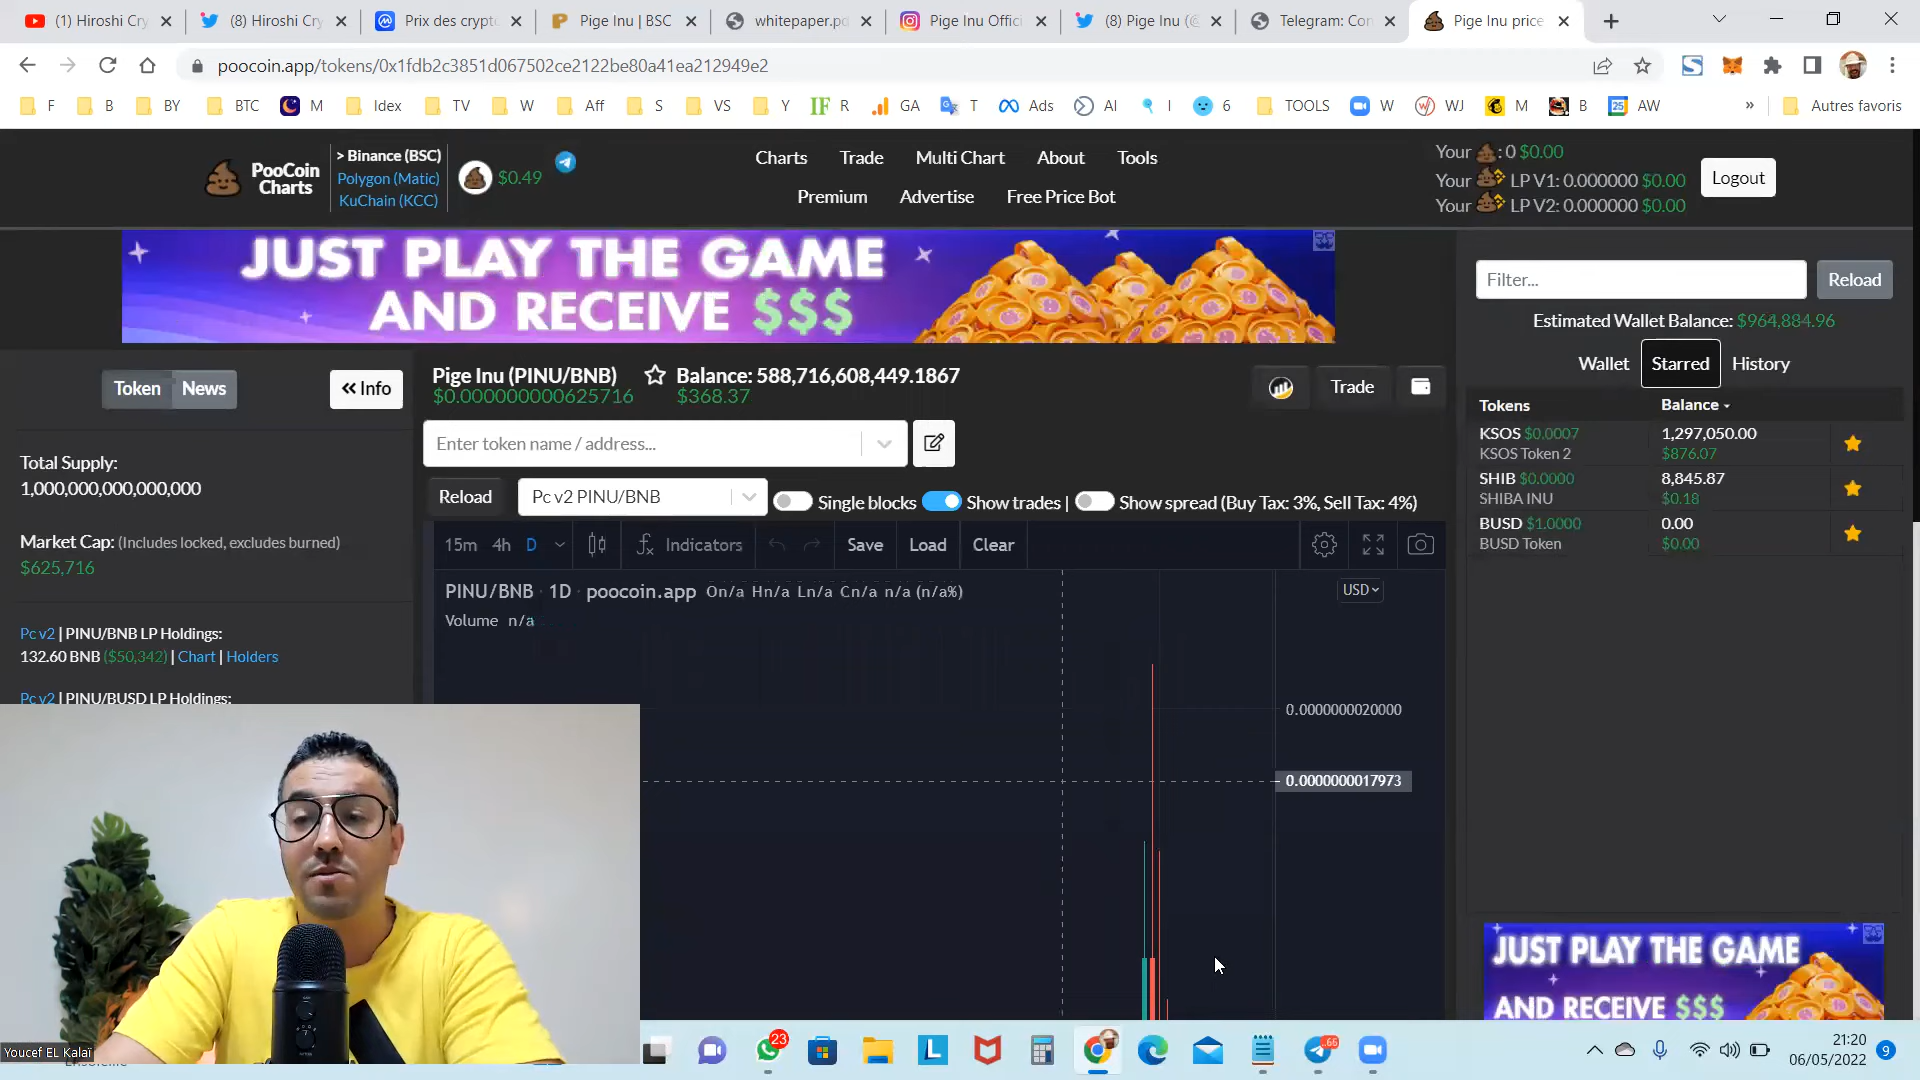 (1) Hiroshi Cry
(8) Hiroshi Cry
Prix des crypt
Pige Inu | BSC
whitepaper.pd
Pige Inu Offici
(8) Pige Inu (@
Telegram: Con
Pige Inu price
poocoin.app/tokens/0x1fdb2c3851d067502ce2122be80a41ea212949e2
F
B
BY
BTC
M
Idex
TV
W
Aff
S
VS
Y
IF R
GA
T
Ads
AI
I
6
TOOLS
W
WJ
M
B
25 AW
»
Autres favoris
PooCoin
Charts
> Binance (BSC)
Polygon (Matic)
KuChain (KCC)
$0.49
Charts Trade Multi Chart About Tools
Premium Advertise Free Price Bot
Your : 0 $0.00
Your LP V1: 0.000000 $0.00
Your LP V2: 0.000000 $0.00
Logout
JUST PLAY THE GAME
AND RECEIVE $$$
Filter...
Reload
Estimated Wallet Balance: $964,884.96
Wallet Starred History
Tokens Balance
KSOS $0.0007 1,297,050.00
KSOS Token 2 $876.07
SHIB $0.0000 8,845.87
SHIBA INU $0.18
BUSD $1.0000 0.00
BUSD Token $0.00
Token News
« Info
Total Supply:
1,000,000,000,000,000
Market Cap: (Includes locked, excludes burned)
$625,716
Pc v2 | PINU/BNB LP Holdings:
132.60 BNB ($50,342) | Chart | Holders
Pc v2 | PINU/BUSD LP Holdings:
Pige Inu (PINU/BNB)
$0.000000000625716
Balance: 588,716,608,449.1867
$368.37
Trade
Enter token name / address...
Reload
Pc v2 PINU/BNB
Single blocks
Show trades |
Show spread (Buy Tax: 3%, Sell Tax: 4%)
15m 4h D
Indicators
Save Load Clear
PINU/BNB · 1D · poocoin.app On/a Hn/a Ln/a Cn/a n/a (n/a%)
Volume n/a
USD
0.0000000020000
0.0000000017973
JUST PLAY THE GAME
AND RECEIVE $$$
Youcef EL Kalaï
23
L
66
21:20
06/05/2022
9